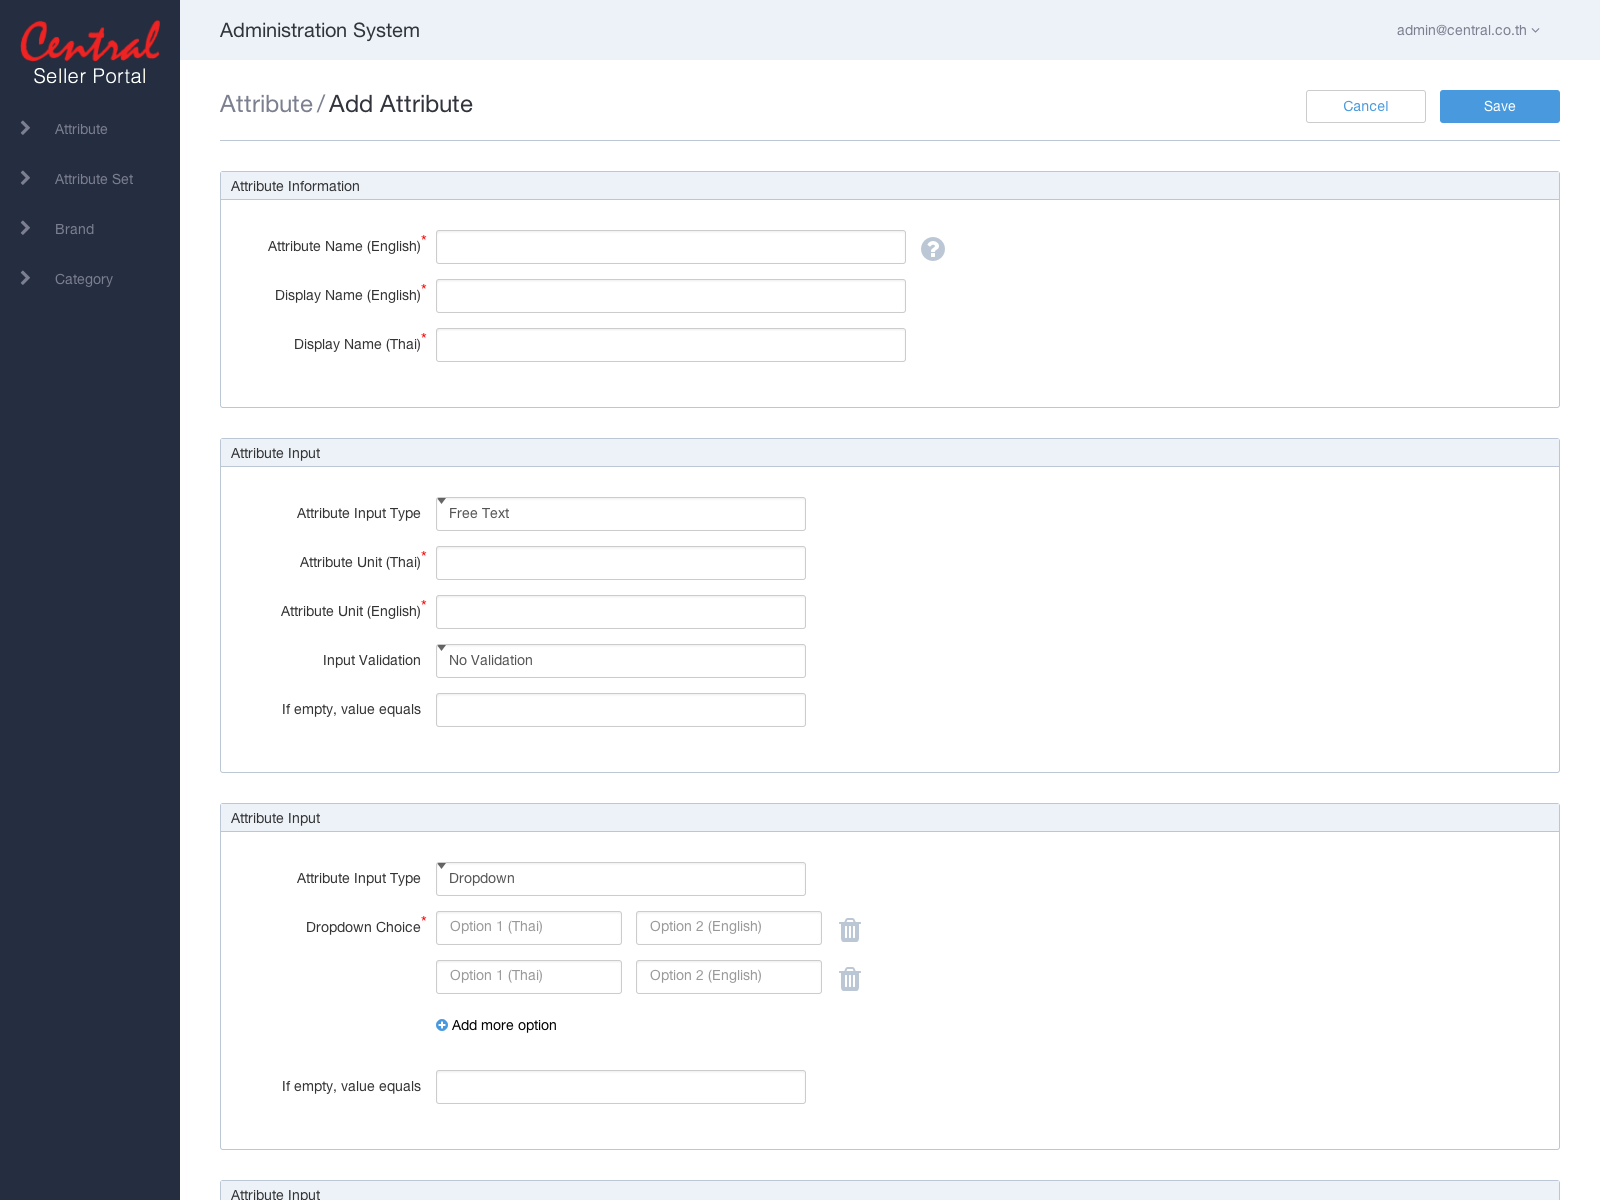 Central
Seller Portal
Attribute
Attribute Set
Brand
Category
Administration System
admin@central.co.th
Attribute / Add Attribute
Cancel
Save
Attribute Information
Attribute Name (English)*
?
Display Name (English)*
Display Name (Thai)*
Attribute Input
Attribute Input Type
Free Text
Attribute Unit (Thai)*
Attribute Unit (English)*
Input Validation
No Validation
If empty, value equals
Attribute Input
Attribute Input Type
Dropdown
Dropdown Choice*
Option 1 (Thai)
Option 2 (English)
Option 1 (Thai)
Option 2 (English)
Add more option
If empty, value equals
Attribute Input